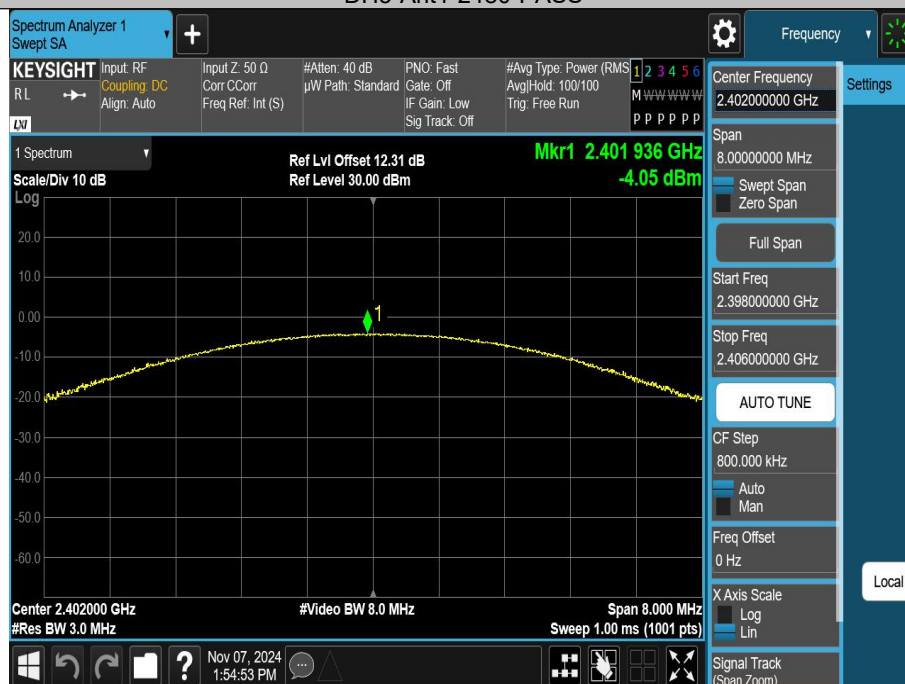 Spectrum Analyzer 1
Swept SA
+
Frequency
KEYSIGHT
RL
LXI
Input: RF
Coupling: DC
Align: Auto
Input Z: 50 Ω
Corr CCorr
Freq Ref: Int (S)
#Atten: 40 dB
µW Path: Standard
PNO: Fast
Gate: Off
IF Gain: Low
Sig Track: Off
#Avg Type: Power (RMS
Avg|Hold: 100/100
Trig: Free Run
1 2 3 4 5 6
M W W W W W
P P P P P P
1 Spectrum
Scale/Div 10 dB
Log
Ref Lvl Offset 12.31 dB
Ref Level 30.00 dBm
Mkr1 2.401 936 GHz
-4.05 dBm
20.0
10.0
0.00
-10.0
-20.0
-30.0
-40.0
-50.0
-60.0
1
Center 2.402000 GHz
#Res BW 3.0 MHz
#Video BW 8.0 MHz
Span 8.000 MHz
Sweep 1.00 ms (1001 pts)
?
Nov 07, 2024
1:54:53 PM
Center Frequency
2.402000000 GHz
Span
8.00000000 MHz
Swept Span
Zero Span
Full Span
Start Freq
2.398000000 GHz
Stop Freq
2.406000000 GHz
AUTO TUNE
CF Step
800.000 kHz
Auto
Man
Freq Offset
0 Hz
X Axis Scale
Log
Lin
Signal Track
(Span Zoom)
Settings
Local